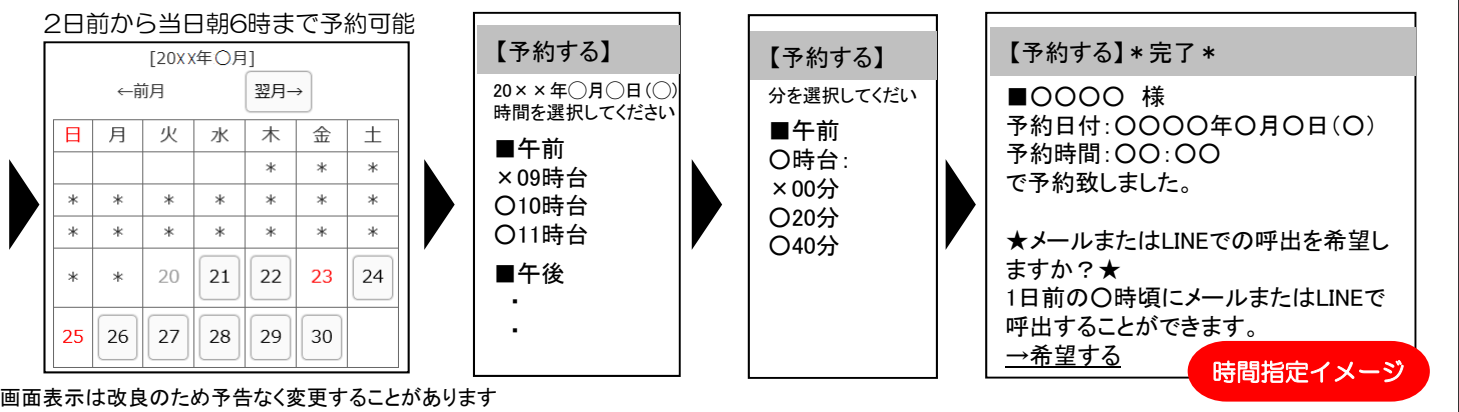 2日前から当日朝6時まで予約可能
[20XX年〇月]
←前月 翌月→
日 月 火 水 木 金 土
* * *
* * * * * * *
* * * * * * *
* * 20 21 22 23 24
25 26 27 28 29 30
【予約する】
20××年〇月〇日(〇)
時間を選択してください
■午前
×09時台
〇10時台
〇11時台
■午後
・
・
【予約する】
分を選択してくだい
■午前
〇時台:
×00分
〇20分
〇40分
【予約する】*完了*
■〇〇〇〇 様
予約日付:〇〇〇〇年〇月〇日(〇)
予約時間:〇〇:〇〇
で予約致しました。
★メールまたはLINEでの呼出を希望し
ますか?★
1日前の〇時頃にメールまたはLINEで
呼出することができます。
→希望する
時間指定イメージ
画面表示は改良のため予告なく変更することがあります